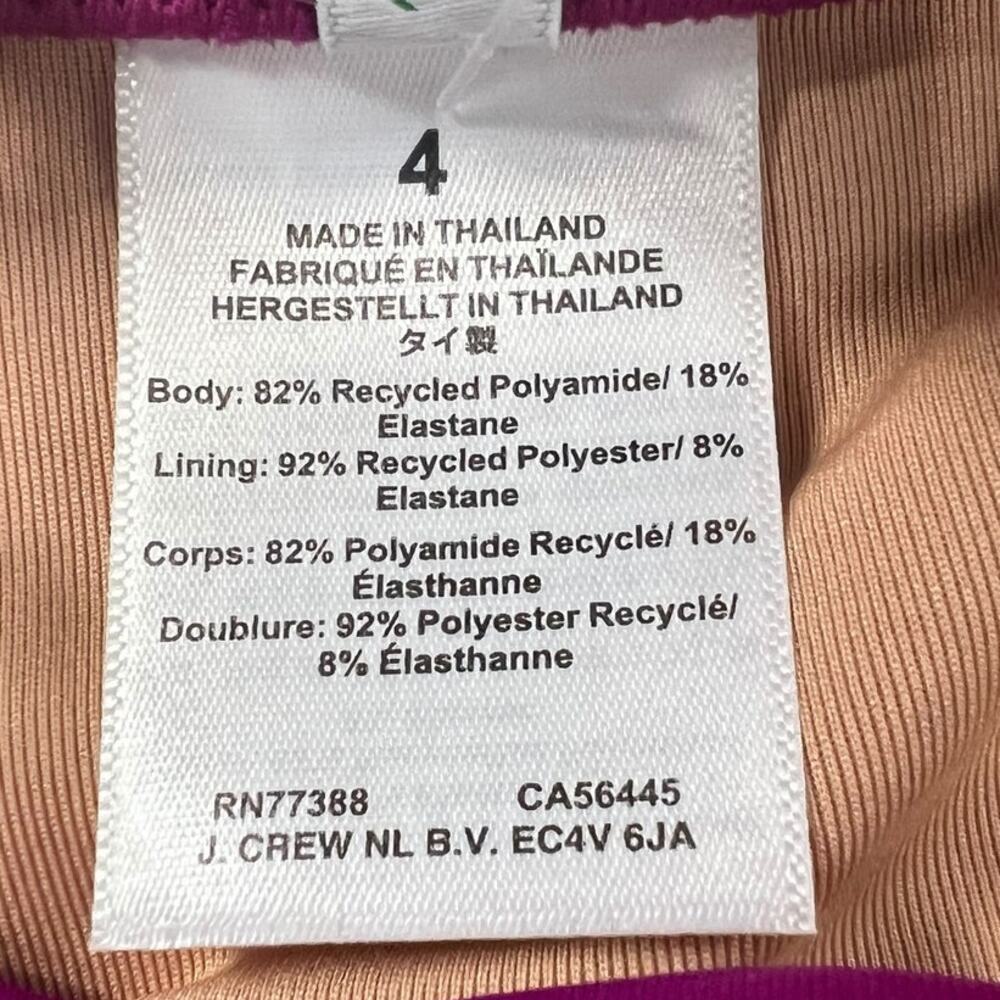 4
MADE IN THAILAND
FABRIQUÉ EN THAÏLANDE
HERGESTELLT IN THAILAND
タイ製
Body: 82% Recycled Polyamide/ 18%
Elastane
Lining: 92% Recycled Polyester/ 8%
Elastane
Corps: 82% Polyamide Recyclé/ 18%
Élasthanne
Doublure: 92% Polyester Recyclé/
8% Élasthanne
RN77388 CA56445
J. CREW NL B.V. EC4V 6JA